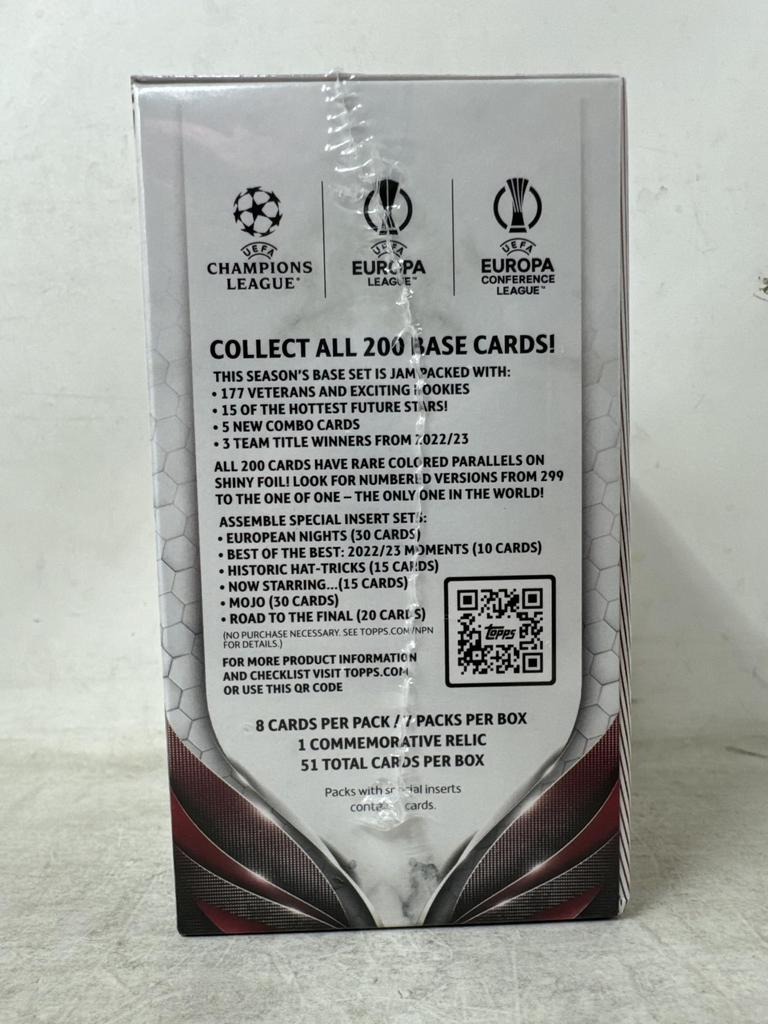 UEFA
CHAMPIONS
LEAGUE®
UEFA
EUROPA
LEAGUE™
UEFA
EUROPA
CONFERENCE
LEAGUE™
COLLECT ALL 200 BASE CARDS!
THIS SEASON'S BASE SET IS JAM PACKED WITH:
• 177 VETERANS AND EXCITING ROOKIES
• 15 OF THE HOTTEST FUTURE STARS!
• 5 NEW COMBO CARDS
• 3 TEAM TITLE WINNERS FROM 2022/23
ALL 200 CARDS HAVE RARE COLORED PARALLELS ON
SHINY FOIL! LOOK FOR NUMBERED VERSIONS FROM 299
TO THE ONE OF ONE – THE ONLY ONE IN THE WORLD!
ASSEMBLE SPECIAL INSERT SETS:
• EUROPEAN NIGHTS (30 CARDS)
• BEST OF THE BEST: 2022/23 MOMENTS (10 CARDS)
• HISTORIC HAT-TRICKS (15 CARDS)
• NOW STARRING...(15 CARDS)
• MOJO (30 CARDS)
• ROAD TO THE FINAL (20 CARDS)
(NO PURCHASE NECESSARY. SEE TOPPS.COM/NPN
FOR DETAILS.)
FOR MORE PRODUCT INFORMATION
AND CHECKLIST VISIT TOPPS.COM
OR USE THIS QR CODE
Topps
8 CARDS PER PACK / 7 PACKS PER BOX
1 COMMEMORATIVE RELIC
51 TOTAL CARDS PER BOX
Packs with special inserts
cards.